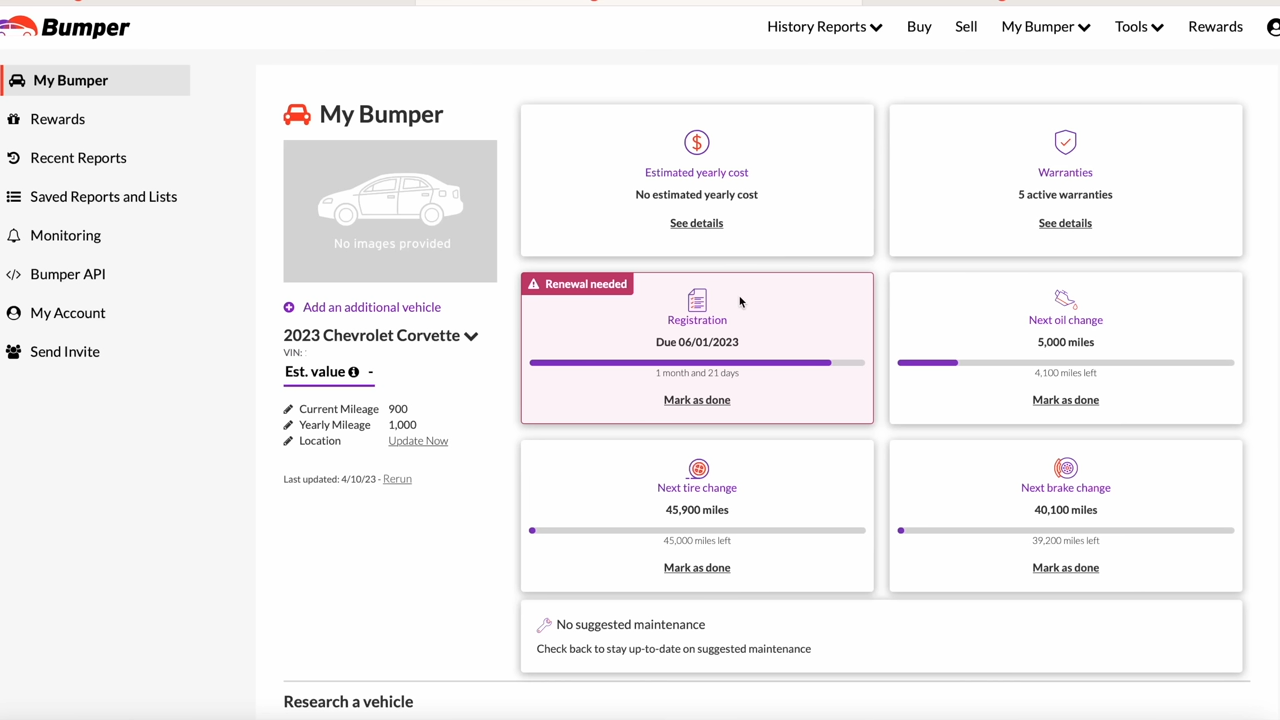 Bumper
History Reports
Buy
Sell
My Bumper
Tools
Rewards
My Bumper
Rewards
Recent Reports
Saved Reports and Lists
Monitoring
Bumper API
My Account
Send Invite
My Bumper
No images provided
Add an additional vehicle
2023 Chevrolet Corvette
VIN:
Est. value -
Current Mileage 900
Yearly Mileage 1,000
Location Update Now
Last updated: 4/10/23 - Rerun
Estimated yearly cost
No estimated yearly cost
See details
Warranties
5 active warranties
See details
Renewal needed
Registration
Due 06/01/2023
1 month and 21 days
Mark as done
Next oil change
5,000 miles
4,100 miles left
Mark as done
Next tire change
45,900 miles
45,000 miles left
Mark as done
Next brake change
40,100 miles
39,200 miles left
Mark as done
No suggested maintenance
Check back to stay up-to-date on suggested maintenance
Research a vehicle